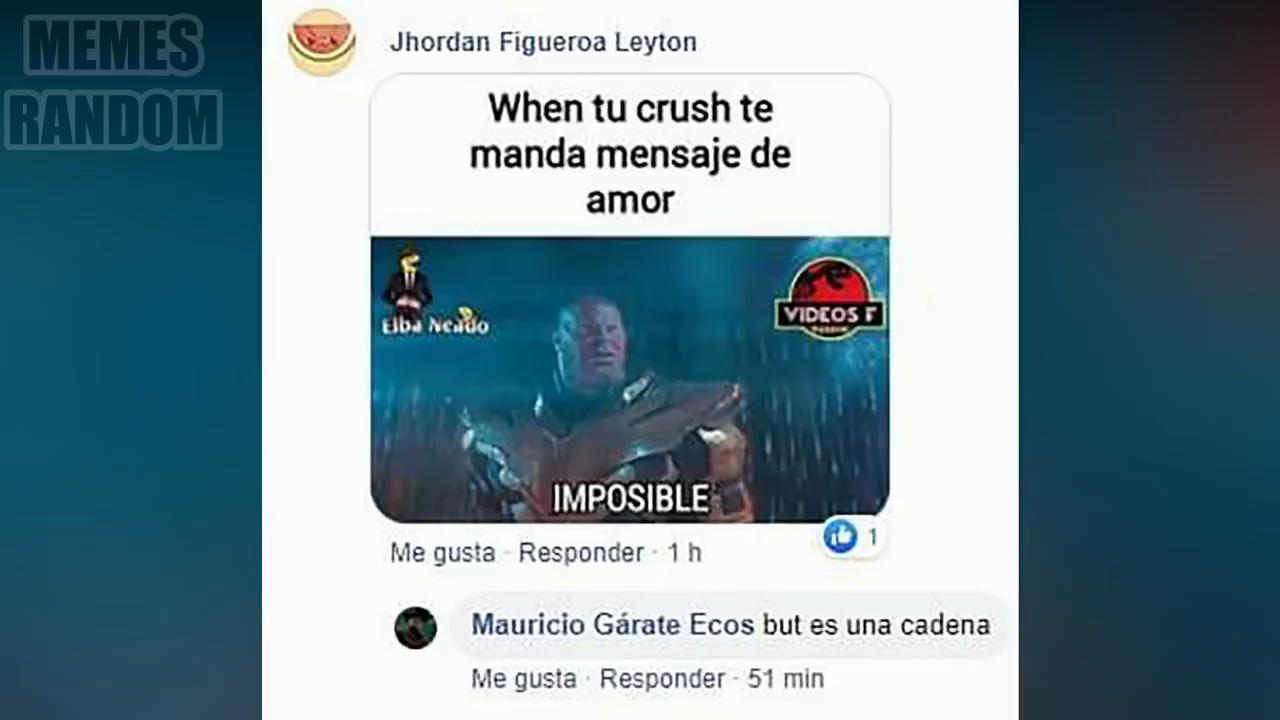 MEMES
RANDOM
Jhordan Figueroa Leyton
When tu crush te
manda mensaje de
amor
Elba Neado
VIDEOS F
IMPOSIBLE
Me gusta · Responder · 1 h
1
Mauricio Gárate Ecos but es una cadena
Me gusta · Responder · 51 min